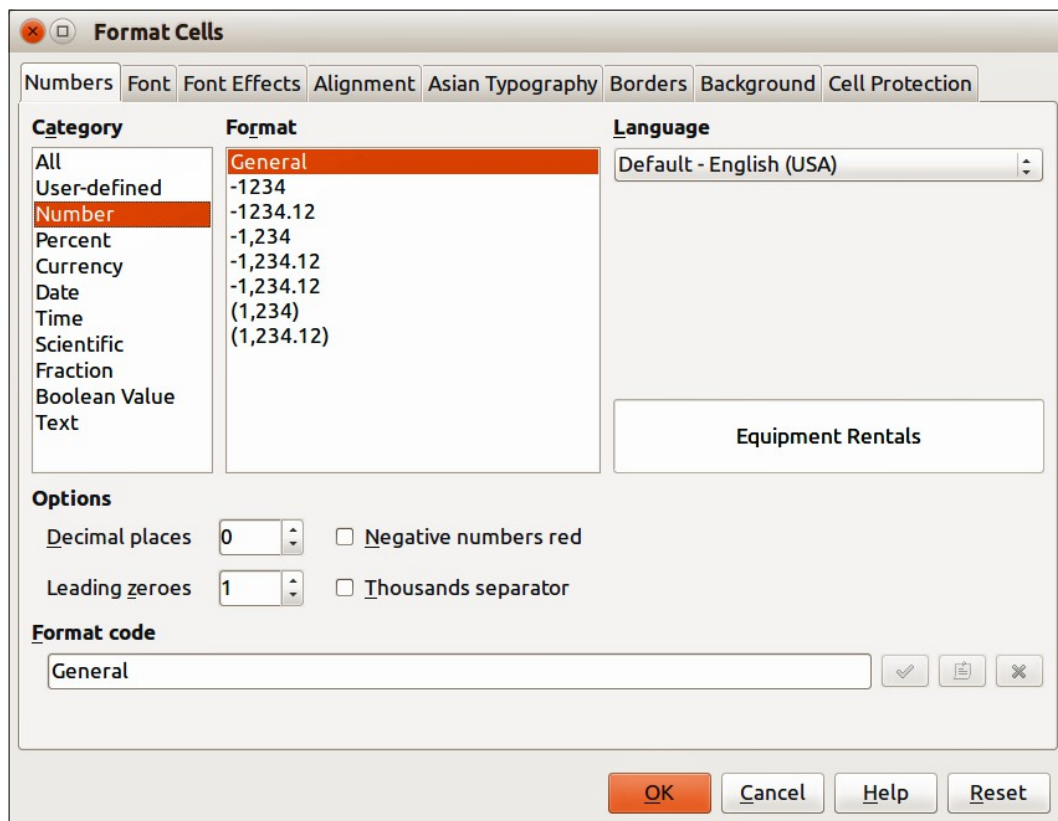 Format Cells
Numbers Font Font Effects Alignment Asian Typography Borders Background Cell Protection
Category
All
User-defined
Number
Percent
Currency
Date
Time
Scientific
Fraction
Boolean Value
Text
Format
General
-1234
-1234.12
-1,234
-1,234.12
-1,234.12
(1,234)
(1,234.12)
Language
Default - English (USA)
Equipment Rentals
Options
Decimal places 0 Negative numbers red
Leading zeroes 1 Thousands separator
Format code
General
OK Cancel Help Reset